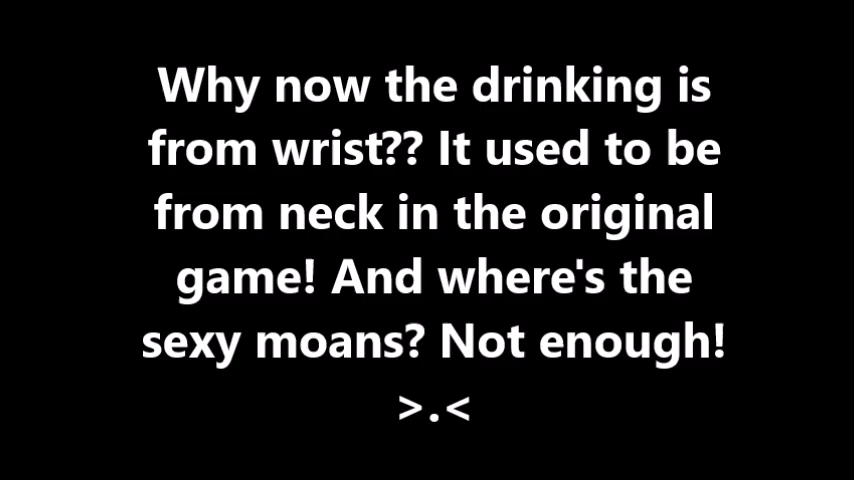 Why now the drinking is
from wrist?? It used to be
from neck in the original
game! And where's the
sexy moans? Not enough!
>.<